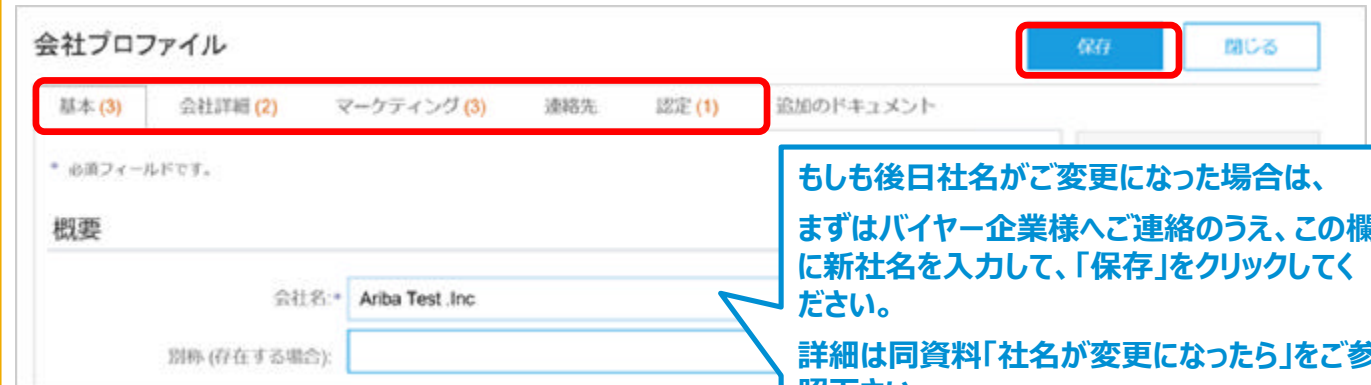 会社プロファイル
保存
閉じる
基本 (3) 会社詳細 (2) マーケティング (3) 連絡先 認定 (1) 追加のドキュメント
* 必須フィールドです。
概要
会社名:* Ariba Test ,Inc
別称 (存在する場合):
もしも後日社名がご変更になった場合は、
まずはバイヤー企業様へご連絡のうえ、この欄
に新社名を入力して、「保存」をクリックしてく
ださい。
詳細は同資料「社名が変更になったら」をご参
照下さい